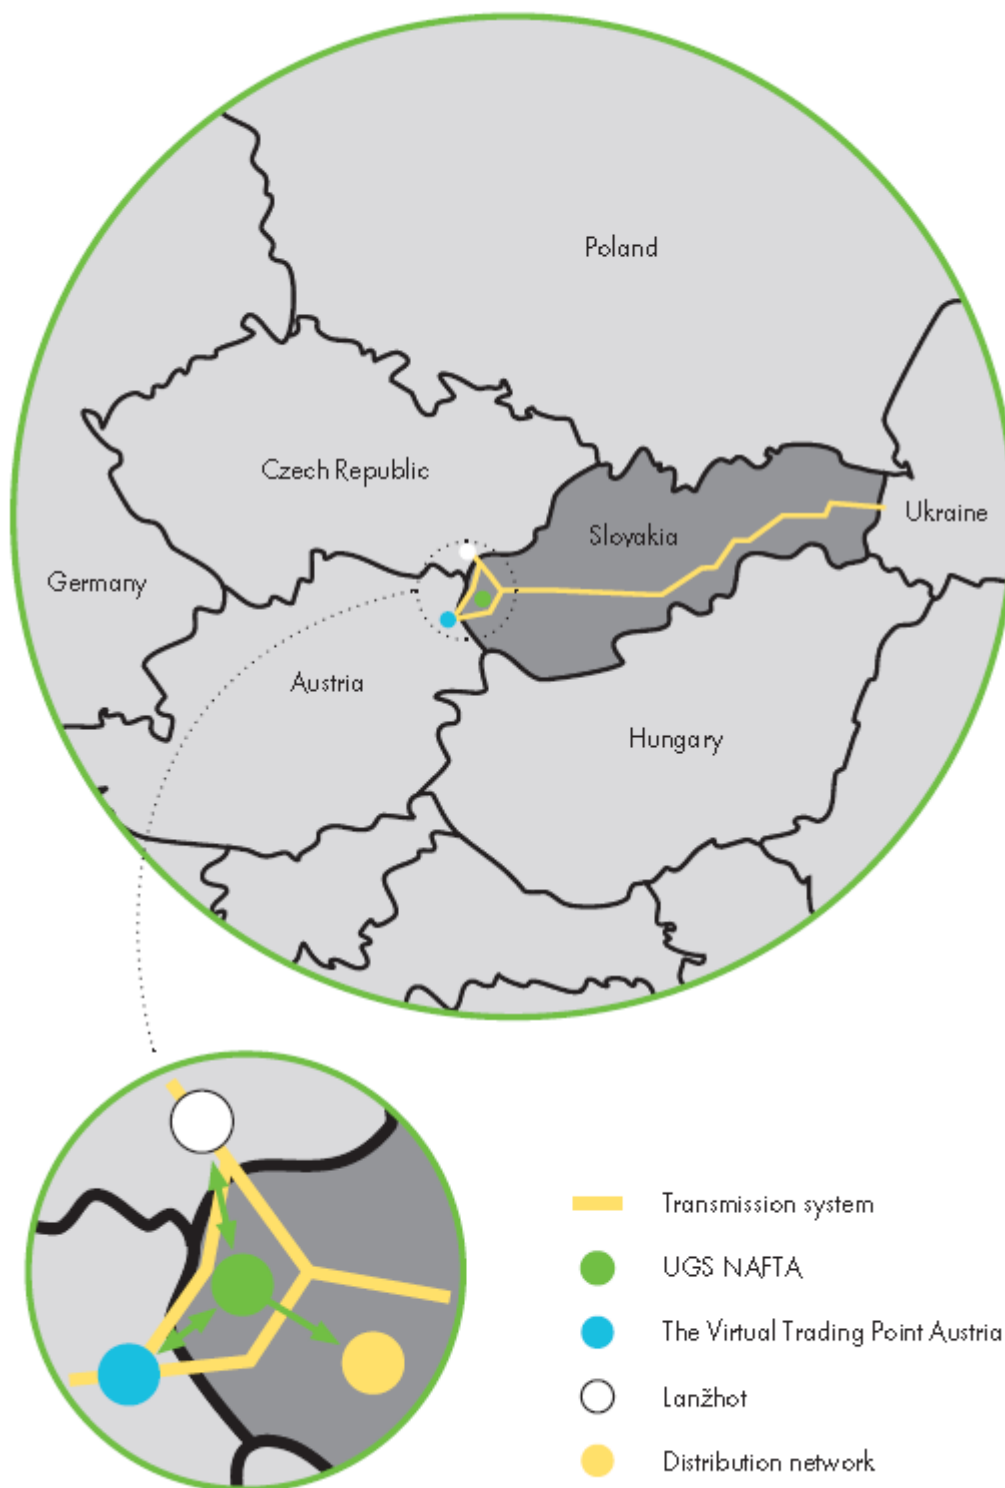 Poland
Czech Republic
Slovakia
Ukraine
Germany
Austria
Hungary
Transmission system
UGS NAFTA
The Virtual Trading Point Austria
Lanžhot
Distribution network